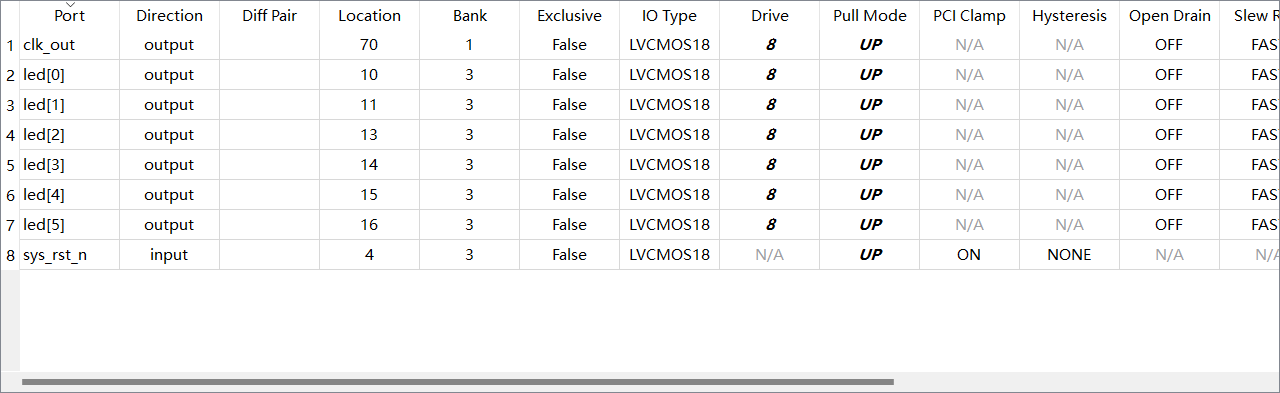 Port Direction Diff Pair Location Bank Exclusive IO Type Drive Pull Mode PCI Clamp Hysteresis Open Drain Slew R
1 clk_out output 70 1 False LVCMOS18 8 UP N/A N/A OFF FAS
2 led[0] output 10 3 False LVCMOS18 8 UP N/A N/A OFF FAS
3 led[1] output 11 3 False LVCMOS18 8 UP N/A N/A OFF FAS
4 led[2] output 13 3 False LVCMOS18 8 UP N/A N/A OFF FAS
5 led[3] output 14 3 False LVCMOS18 8 UP N/A N/A OFF FAS
6 led[4] output 15 3 False LVCMOS18 8 UP N/A N/A OFF FAS
7 led[5] output 16 3 False LVCMOS18 8 UP N/A N/A OFF FAS
8 sys_rst_n input 4 3 False LVCMOS18 N/A UP ON NONE N/A N/